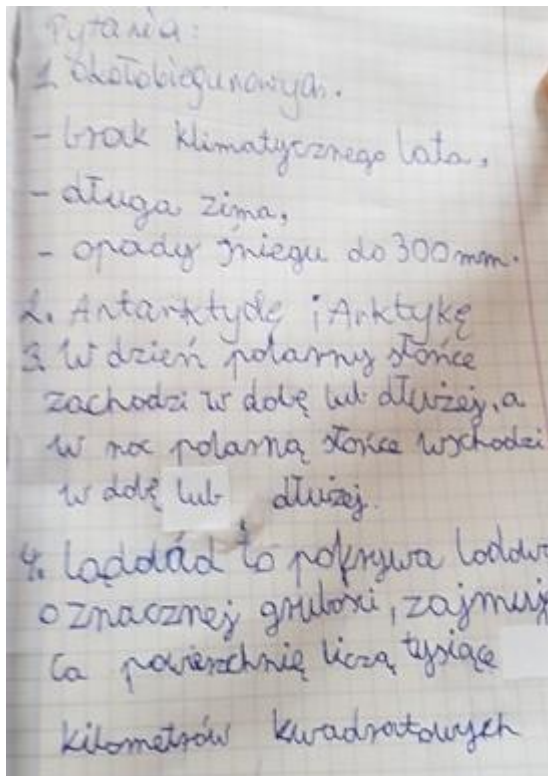 Pytania:
1. Okołobiegunowych.
- brak klimatycznego lata,
- długa zima,
- opady śniegu do 300 mm.
2. Antarktydę i Arktykę
3. W dzień polarny słońce
zachodzi w dobę lub dłużej, a
w noc polarną słońce wschodzi
w dobę lub dłużej.
4. Lądolód to pokrywa lodow
o znacznej grubości, zajmuj
ca powierzchnię liczą tysiące
kilometrów kwadratowych